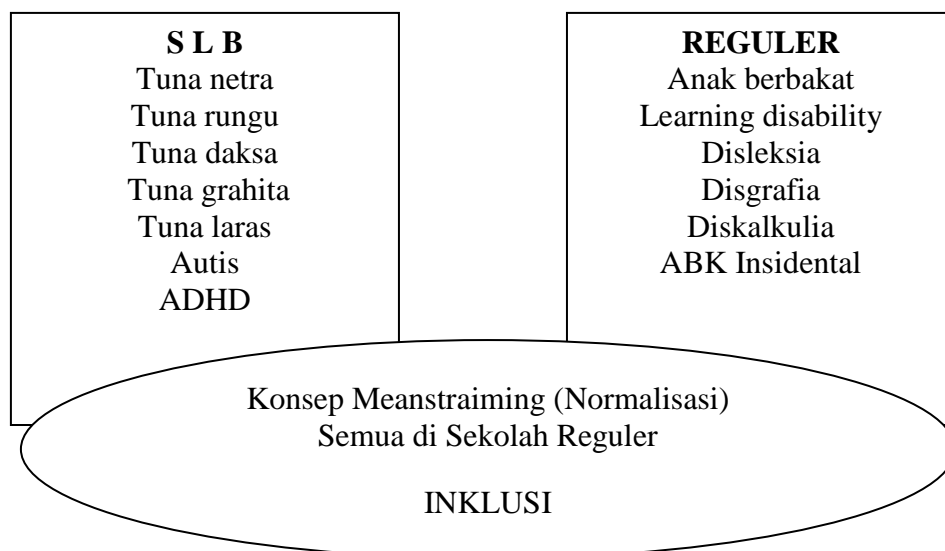 S L B
Tuna netra
Tuna rungu
Tuna daksa
Tuna grahita
Tuna laras
Autis
ADHD
REGULER
Anak berbakat
Learning disability
Disleksia
Disgrafia
Diskalkulia
ABK Insidental
Konsep Meanstraiming (Normalisasi)
Semua di Sekolah Reguler
INKLUSI